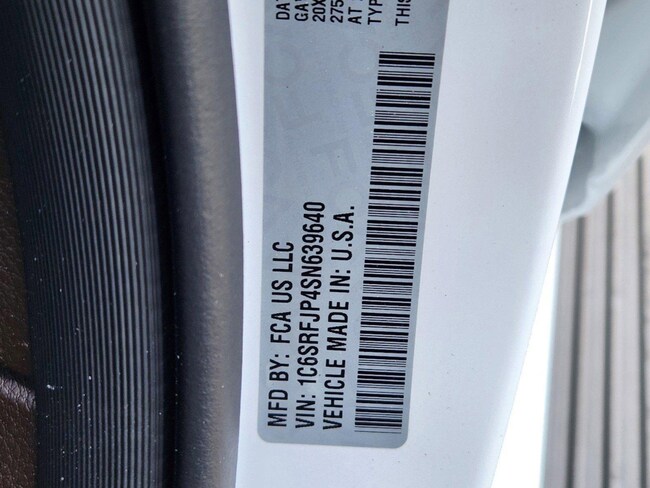 MFD BY: FCA US LLC
VIN: 1C6SRFJP4SN639640
VEHICLE MADE IN: U.S.A.